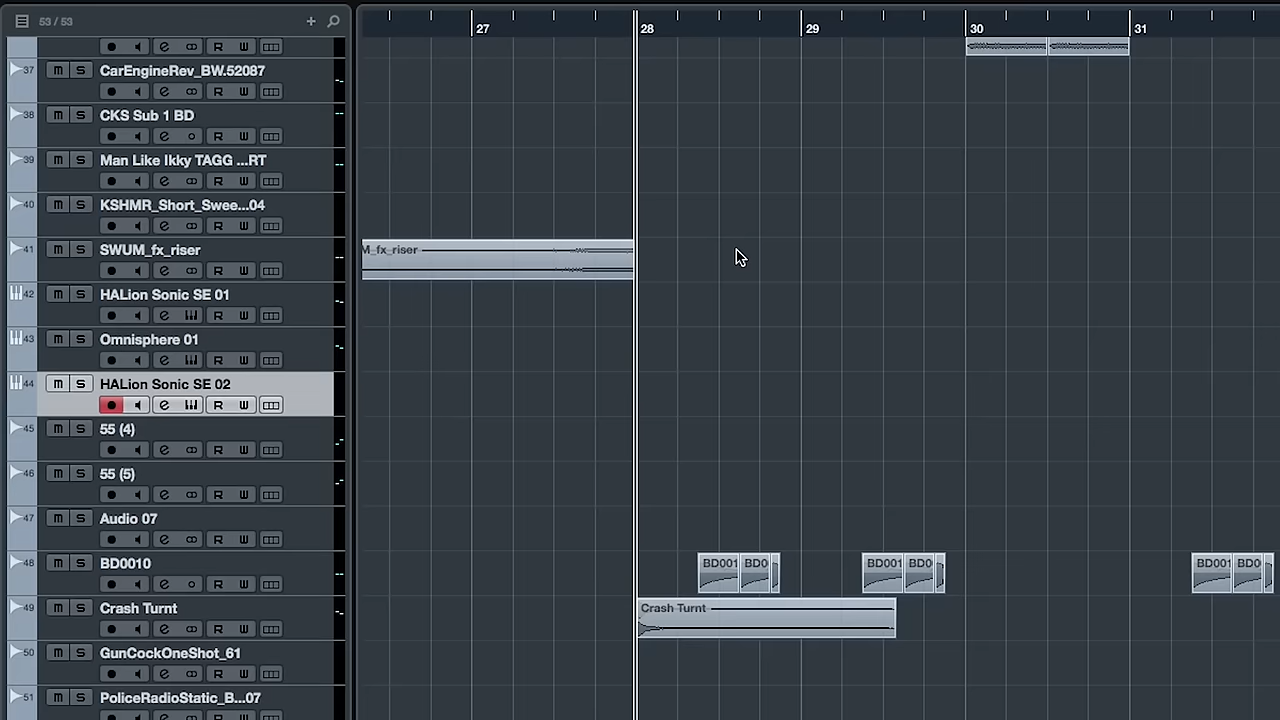 53 / 53
27 28 29 30 31
37 m S CarEngineRev_BW.52087
e R W
38 m S CKS Sub 1 BD
e R W
39 m S Man Like Ikky TAGG ...RT
e R W
40 m S KSHMR_Short_Swee...04
e R W
41 m S SWUM_fx_riser
e R W
M_fx_riser
42 m S HALion Sonic SE 01
e R W
43 m S Omnisphere 01
e R W
44 m S HALion Sonic SE 02
e R W
45 m S 55 (4)
e R W
46 m S 55 (5)
e R W
47 m S Audio 07
e R W
48 m S BD0010
e R W
BD001 BD0 BD001 BD0 BD001 BD0
49 m S Crash Turnt
e R W
Crash Turnt
50 m S GunCockOneShot_61
e R W
51 m S PoliceRadioStatic_B...07